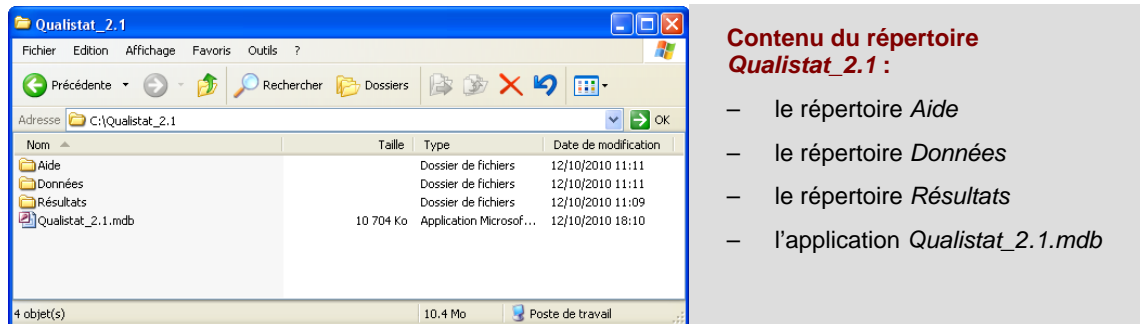 Qualistat_2.1
Fichier Edition Affichage Favoris Outils ?
Précédente Rechercher Dossiers
Adresse C:\Qualistat_2.1 OK
Nom Taille Type Date de modification
Aide Dossier de fichiers 12/10/2010 11:11
Données Dossier de fichiers 12/10/2010 11:11
Résultats Dossier de fichiers 12/10/2010 11:09
Qualistat_2.1.mdb 10 704 Ko Application Microsof... 12/10/2010 18:10
4 objet(s) 10.4 Mo Poste de travail
Contenu du répertoire
Qualistat_2.1 :
– le répertoire Aide
– le répertoire Données
– le répertoire Résultats
– l’application Qualistat_2.1.mdb